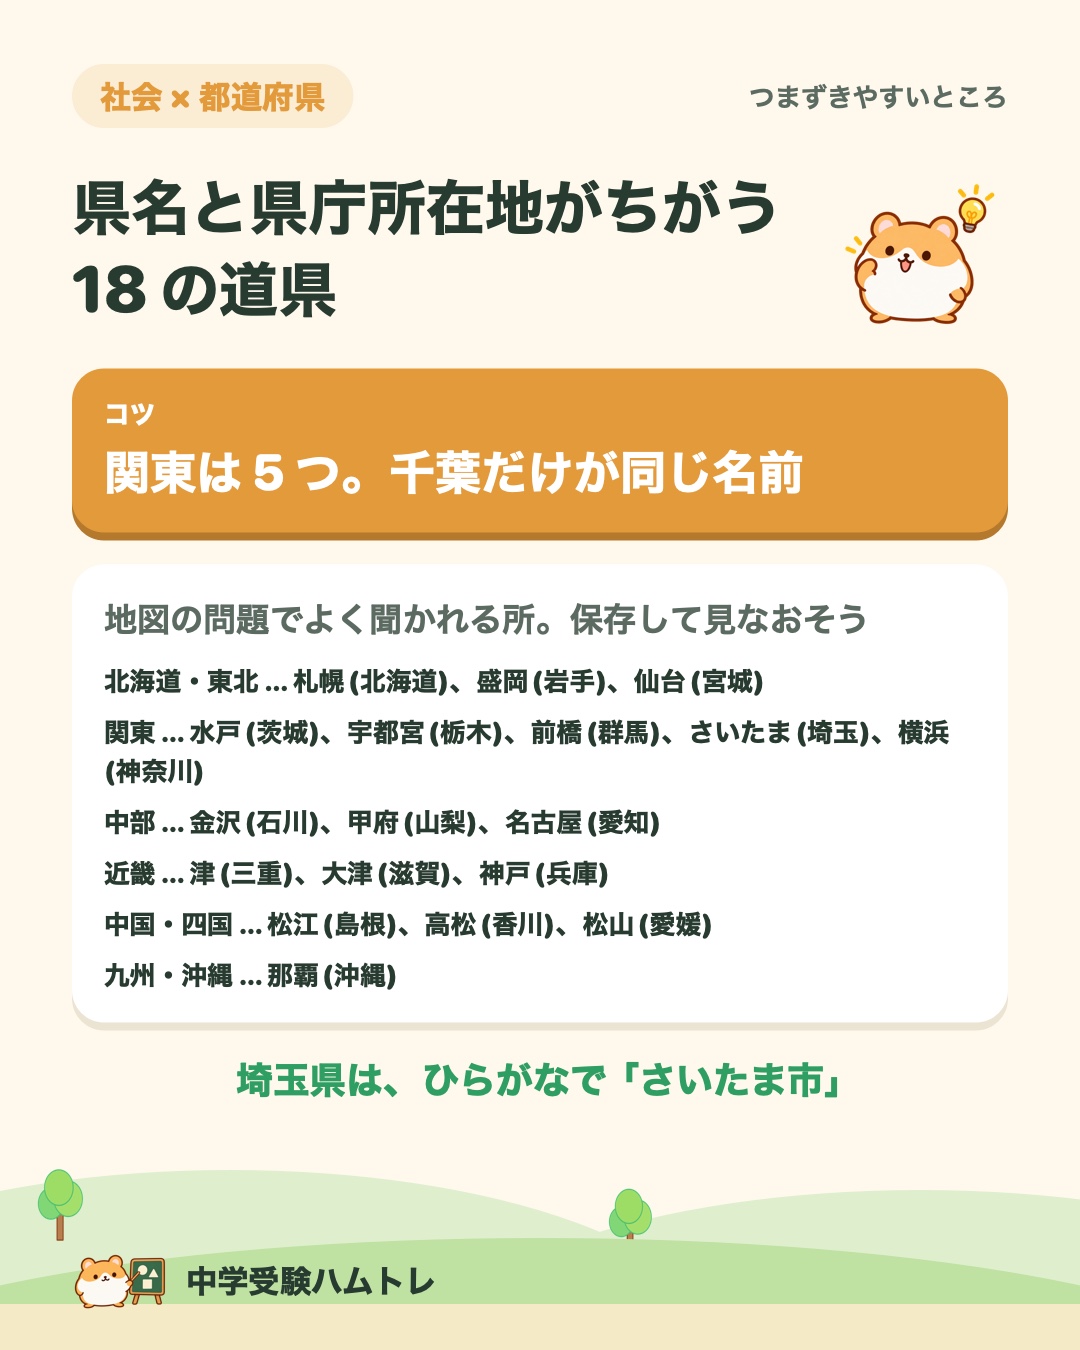 社会 × 都道府県
つまずきやすいところ
県名と県庁所在地がちがう
18 の道県
コツ
関東は 5 つ。千葉だけが同じ名前
地図の問題でよく聞かれる所。保存して見なおそう
北海道・東北 … 札幌 (北海道)、盛岡 (岩手)、仙台 (宮城)
関東 … 水戸 (茨城)、宇都宮 (栃木)、前橋 (群馬)、さいたま (埼玉)、横浜
(神奈川)
中部 … 金沢 (石川)、甲府 (山梨)、名古屋 (愛知)
近畿 … 津 (三重)、大津 (滋賀)、神戸 (兵庫)
中国・四国 … 松江 (島根)、高松 (香川)、松山 (愛媛)
九州・沖縄 … 那覇 (沖縄)
埼玉県は、ひらがなで「さいたま市」
中学受験ハムトレ